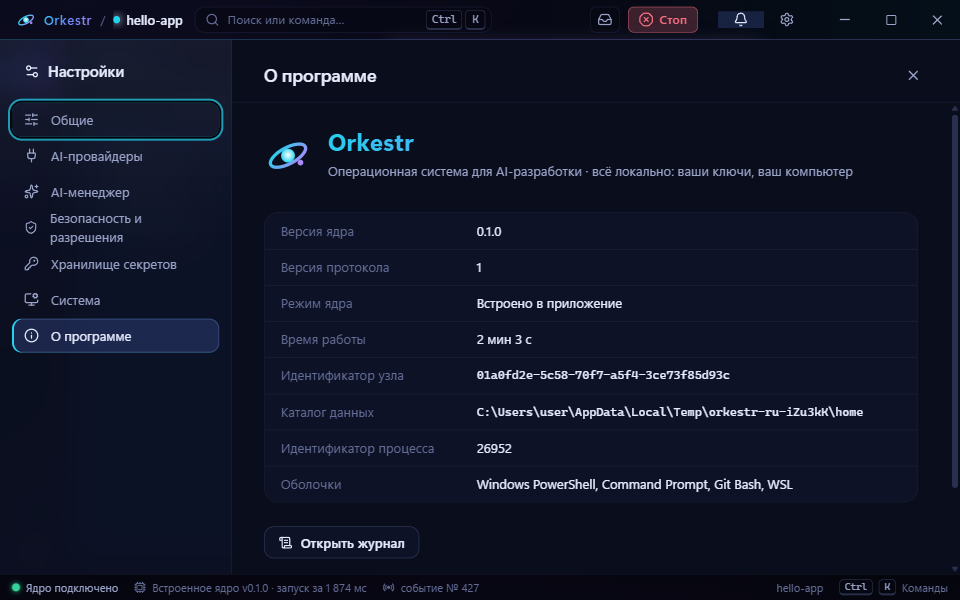 Orkestr / hello-app
Поиск или команда...
Ctrl K
Стоп
Настройки
Общие
AI-провайдеры
AI-менеджер
Безопасность и
разрешения
Хранилище секретов
Система
О программе
О программе
Orkestr
Операционная система для AI-разработки · всё локально: ваши ключи, ваш компьютер
Версия ядра 0.1.0
Версия протокола 1
Режим ядра Встроено в приложение
Время работы 2 мин 3 с
Идентификатор узла 01a0fd2e-5c58-70f7-a5f4-3ce73f85d93c
Каталог данных C:\Users\user\AppData\Local\Temp\orkestr-ru-iZu3kK\home
Идентификатор процесса 26952
Оболочки Windows PowerShell, Command Prompt, Git Bash, WSL
Открыть журнал
Ядро подключено Встроенное ядро v0.1.0 · запуск за 1 874 мс событие № 427 hello-app Ctrl K Команды